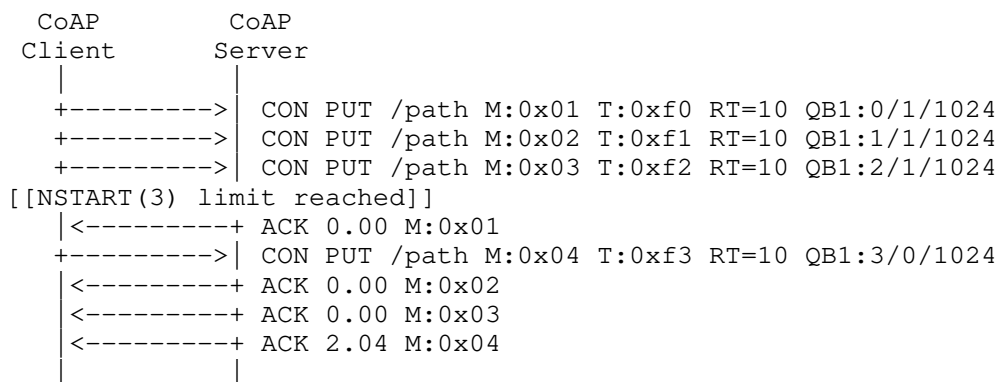 CoAP        CoAP
Client      Server
  |          |
  +--------->| CON PUT /path M:0x01 T:0xf0 RT=10 QB1:0/1/1024
  +--------->| CON PUT /path M:0x02 T:0xf1 RT=10 QB1:1/1/1024
  +--------->| CON PUT /path M:0x03 T:0xf2 RT=10 QB1:2/1/1024
[[NSTART(3) limit reached]]
  |<---------+ ACK 0.00 M:0x01
  +--------->| CON PUT /path M:0x04 T:0xf3 RT=10 QB1:3/0/1024
  |<---------+ ACK 0.00 M:0x02
  |<---------+ ACK 0.00 M:0x03
  |<---------+ ACK 2.04 M:0x04
  |          |